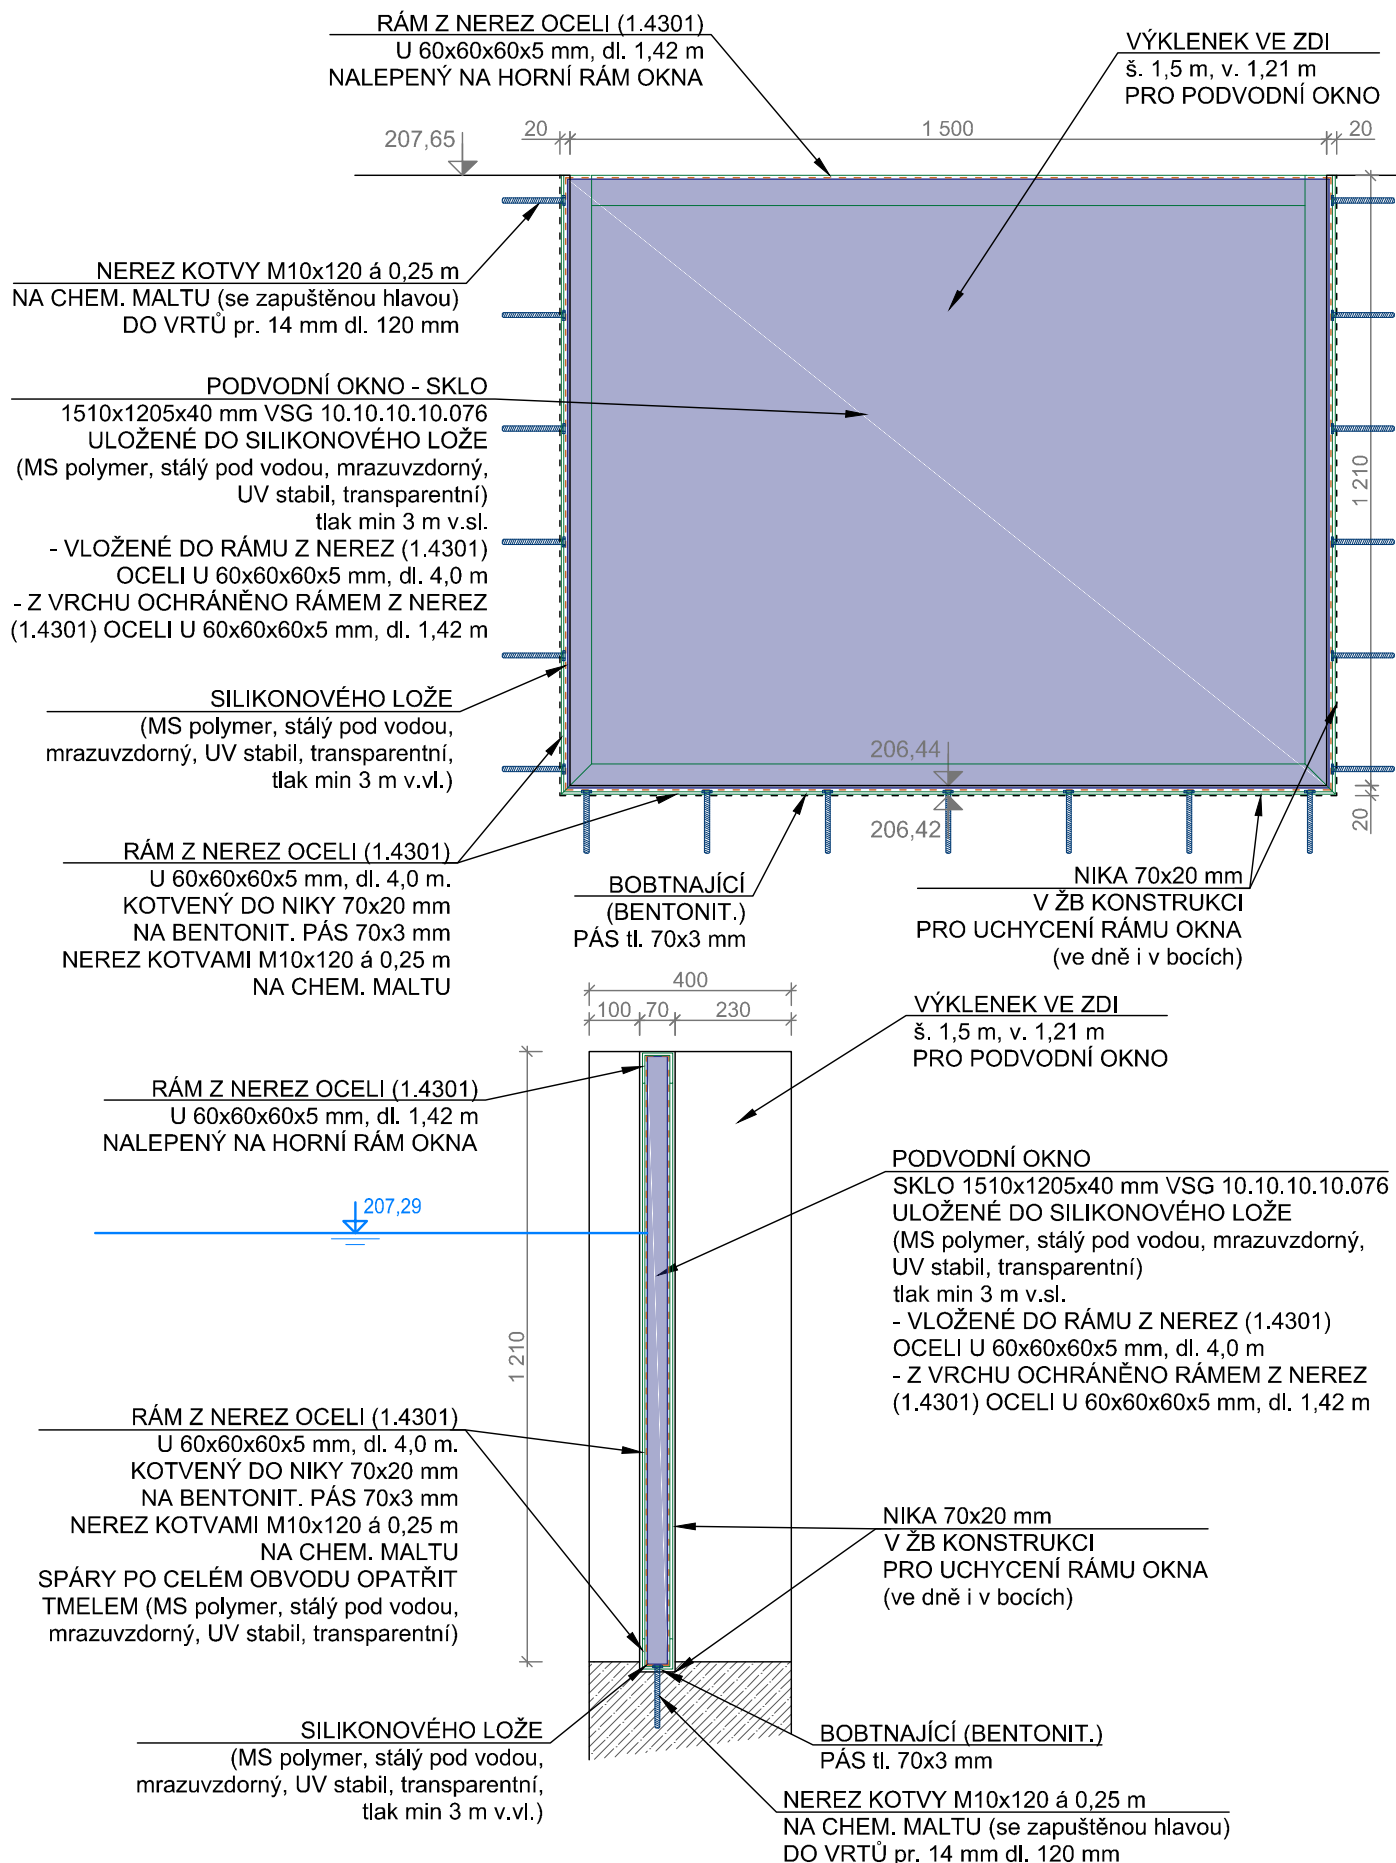 RÁM Z NEREZ OCELI (1.4301)
U 60x60x60x5 mm, dl. 1,42 m
NALEPENÝ NA HORNÍ RÁM OKNA
VÝKLENEK VE ZDI
š. 1,5 m, v. 1,21 m
PRO PODVODNÍ OKNO
20
1 500
20
207,65
NEREZ KOTVY M10x120 á 0,25 m
NA CHEM. MALTU (se zapuštěnou hlavou)
DO VRTŮ pr. 14 mm dl. 120 mm
PODVODNÍ OKNO - SKLO
1510x1205x40 mm VSG 10.10.10.10.076
ULOŽENÉ DO SILIKONOVÉHO LOŽE
(MS polymer, stálý pod vodou, mrazuvzdorný,
UV stabil, transparentní)
tlak min 3 m v.sl.
- VLOŽENÉ DO RÁMU Z NEREZ (1.4301)
OCELI U 60x60x60x5 mm, dl. 4,0 m
- Z VRCHU OCHRÁNĚNO RÁMEM Z NEREZ
(1.4301) OCELI U 60x60x60x5 mm, dl. 1,42 m
1 210
SILIKONOVÉHO LOŽE
(MS polymer, stálý pod vodou,
mrazuvzdorný, UV stabil, transparentní,
tlak min 3 m v.vl.)
206,44
206,42
20
RÁM Z NEREZ OCELI (1.4301)
U 60x60x60x5 mm, dl. 4,0 m.
KOTVENÝ DO NIKY 70x20 mm
NA BENTONIT. PÁS 70x3 mm
NEREZ KOTVAMI M10x120 á 0,25 m
NA CHEM. MALTU
BOBTNAJÍCÍ
(BENTONIT.)
PÁS tl. 70x3 mm
NIKA 70x20 mm
V ŽB KONSTRUKCI
PRO UCHYCENÍ RÁMU OKNA
(ve dně i v bocích)
400
100
70
230
VÝKLENEK VE ZDI
š. 1,5 m, v. 1,21 m
PRO PODVODNÍ OKNO
RÁM Z NEREZ OCELI (1.4301)
U 60x60x60x5 mm, dl. 1,42 m
NALEPENÝ NA HORNÍ RÁM OKNA
207,29
PODVODNÍ OKNO
SKLO 1510x1205x40 mm VSG 10.10.10.10.076
ULOŽENÉ DO SILIKONOVÉHO LOŽE
(MS polymer, stálý pod vodou, mrazuvzdorný,
UV stabil, transparentní)
tlak min 3 m v.sl.
- VLOŽENÉ DO RÁMU Z NEREZ (1.4301)
OCELI U 60x60x60x5 mm, dl. 4,0 m
- Z VRCHU OCHRÁNĚNO RÁMEM Z NEREZ
(1.4301) OCELI U 60x60x60x5 mm, dl. 1,42 m
1 210
RÁM Z NEREZ OCELI (1.4301)
U 60x60x60x5 mm, dl. 4,0 m.
KOTVENÝ DO NIKY 70x20 mm
NA BENTONIT. PÁS 70x3 mm
NEREZ KOTVAMI M10x120 á 0,25 m
NA CHEM. MALTU
SPÁRY PO CELÉM OBVODU OPATŘIT
TMELEM (MS polymer, stálý pod vodou,
mrazuvzdorný, UV stabil, transparentní)
NIKA 70x20 mm
V ŽB KONSTRUKCI
PRO UCHYCENÍ RÁMU OKNA
(ve dně i v bocích)
SILIKONOVÉHO LOŽE
(MS polymer, stálý pod vodou,
mrazuvzdorný, UV stabil, transparentní,
tlak min 3 m v.vl.)
BOBTNAJÍCÍ (BENTONIT.)
PÁS tl. 70x3 mm
NEREZ KOTVY M10x120 á 0,25 m
NA CHEM. MALTU (se zapuštěnou hlavou)
DO VRTŮ pr. 14 mm dl. 120 mm